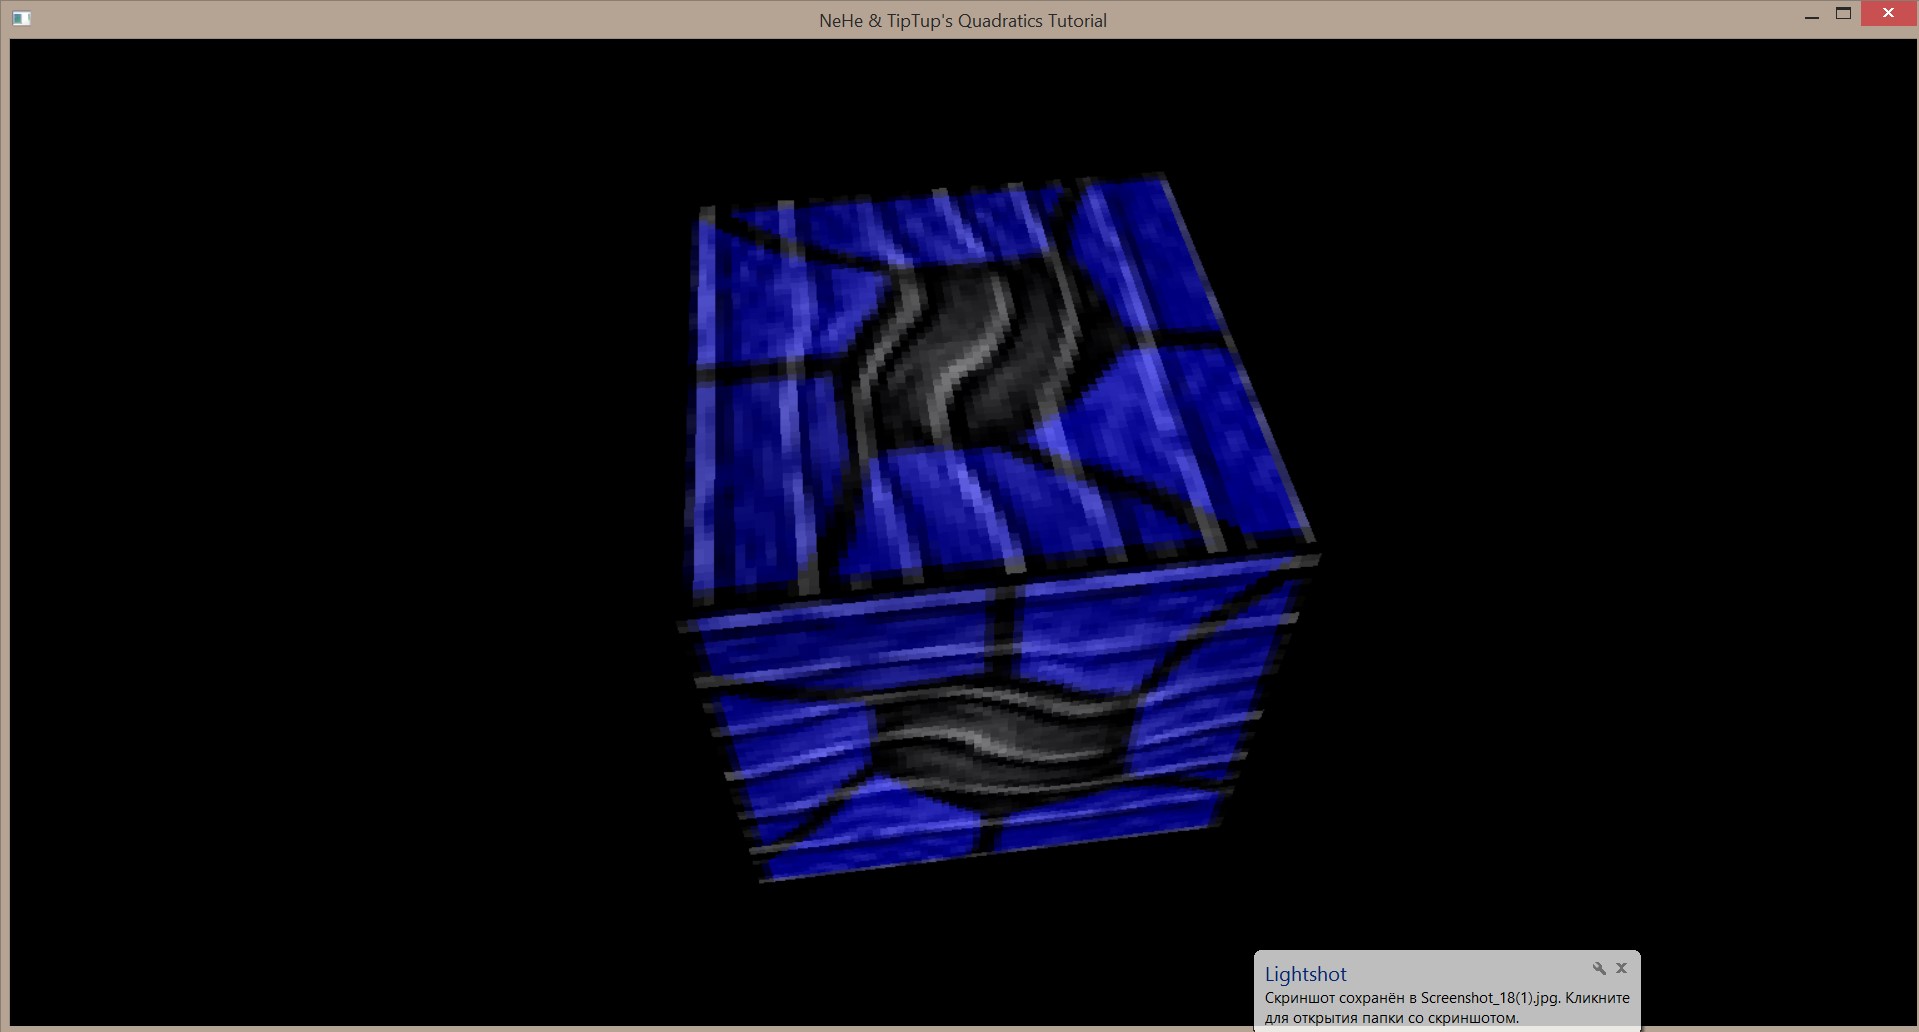 NeHe & TipTup's Quadratics Tutorial
Lightshot
Скриншот сохранён в Screenshot_18(1).jpg. Кликните
для открытия папки со скриншотом.